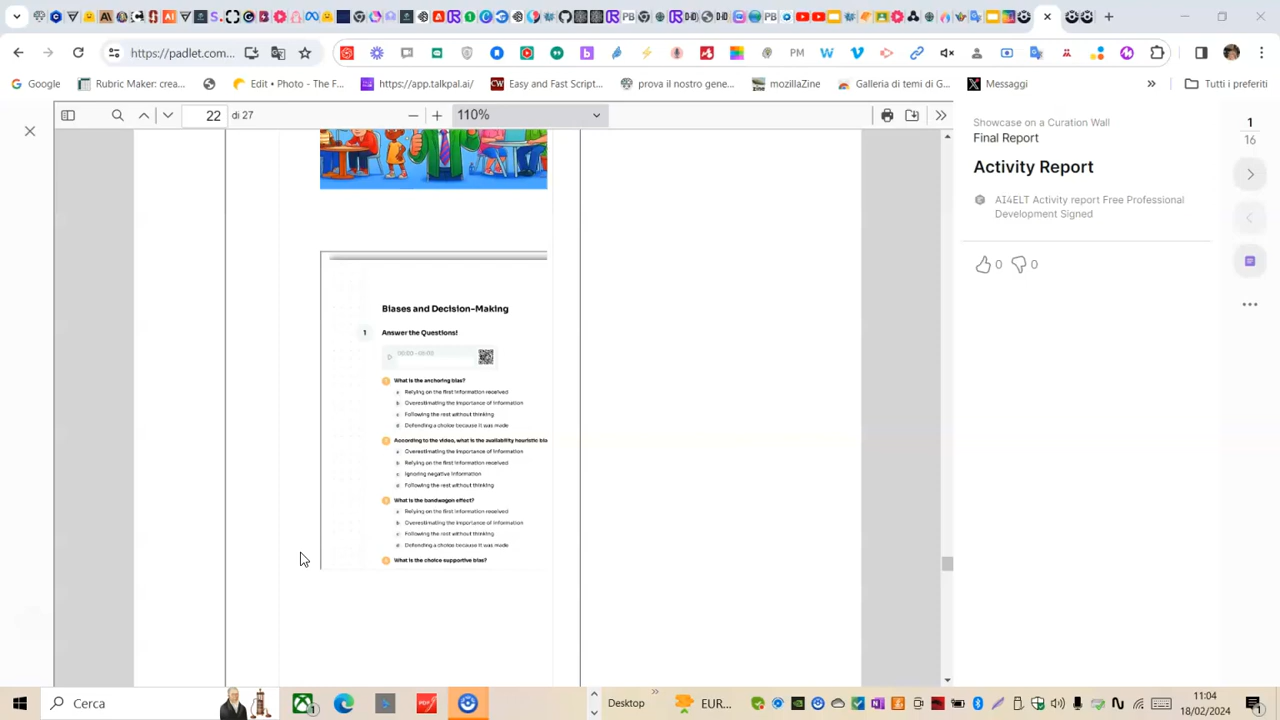 https://padlet.com...
PM
Google
Rubric Maker: crea...
Edit • Photo - The F...
https://app.talkpal.ai/
Easy and Fast Script...
prova il nostro gene...
mozillaZine
Galleria di temi di G...
Messaggi
Tutti i preferiti
22 di 27
110%
Showcase on a Curation Wall
Final Report
1
16
Activity Report
AI4ELT Activity report Free Professional
Development Signed
0 0
Biases and Decision-Making
1 Answer the Questions!
00:00 - 05:00
What is the anchoring bias?
a Relying on the first information received
b Overestimating the importance of information
c Following the rest without thinking
d Defending a choice because it was made
According to the video, what is the availability heuristic bia
a Overestimating the importance of information
b Relying on the first information received
c Ignoring negative information
d Following the rest without thinking
What is the bandwagon effect?
a Relying on the first information received
b Overestimating the importance of information
c Following the rest without thinking
d Defending a choice because it was made
What is the choice supportive bias?
Cerca
Desktop
EUR...
11:04
18/02/2024